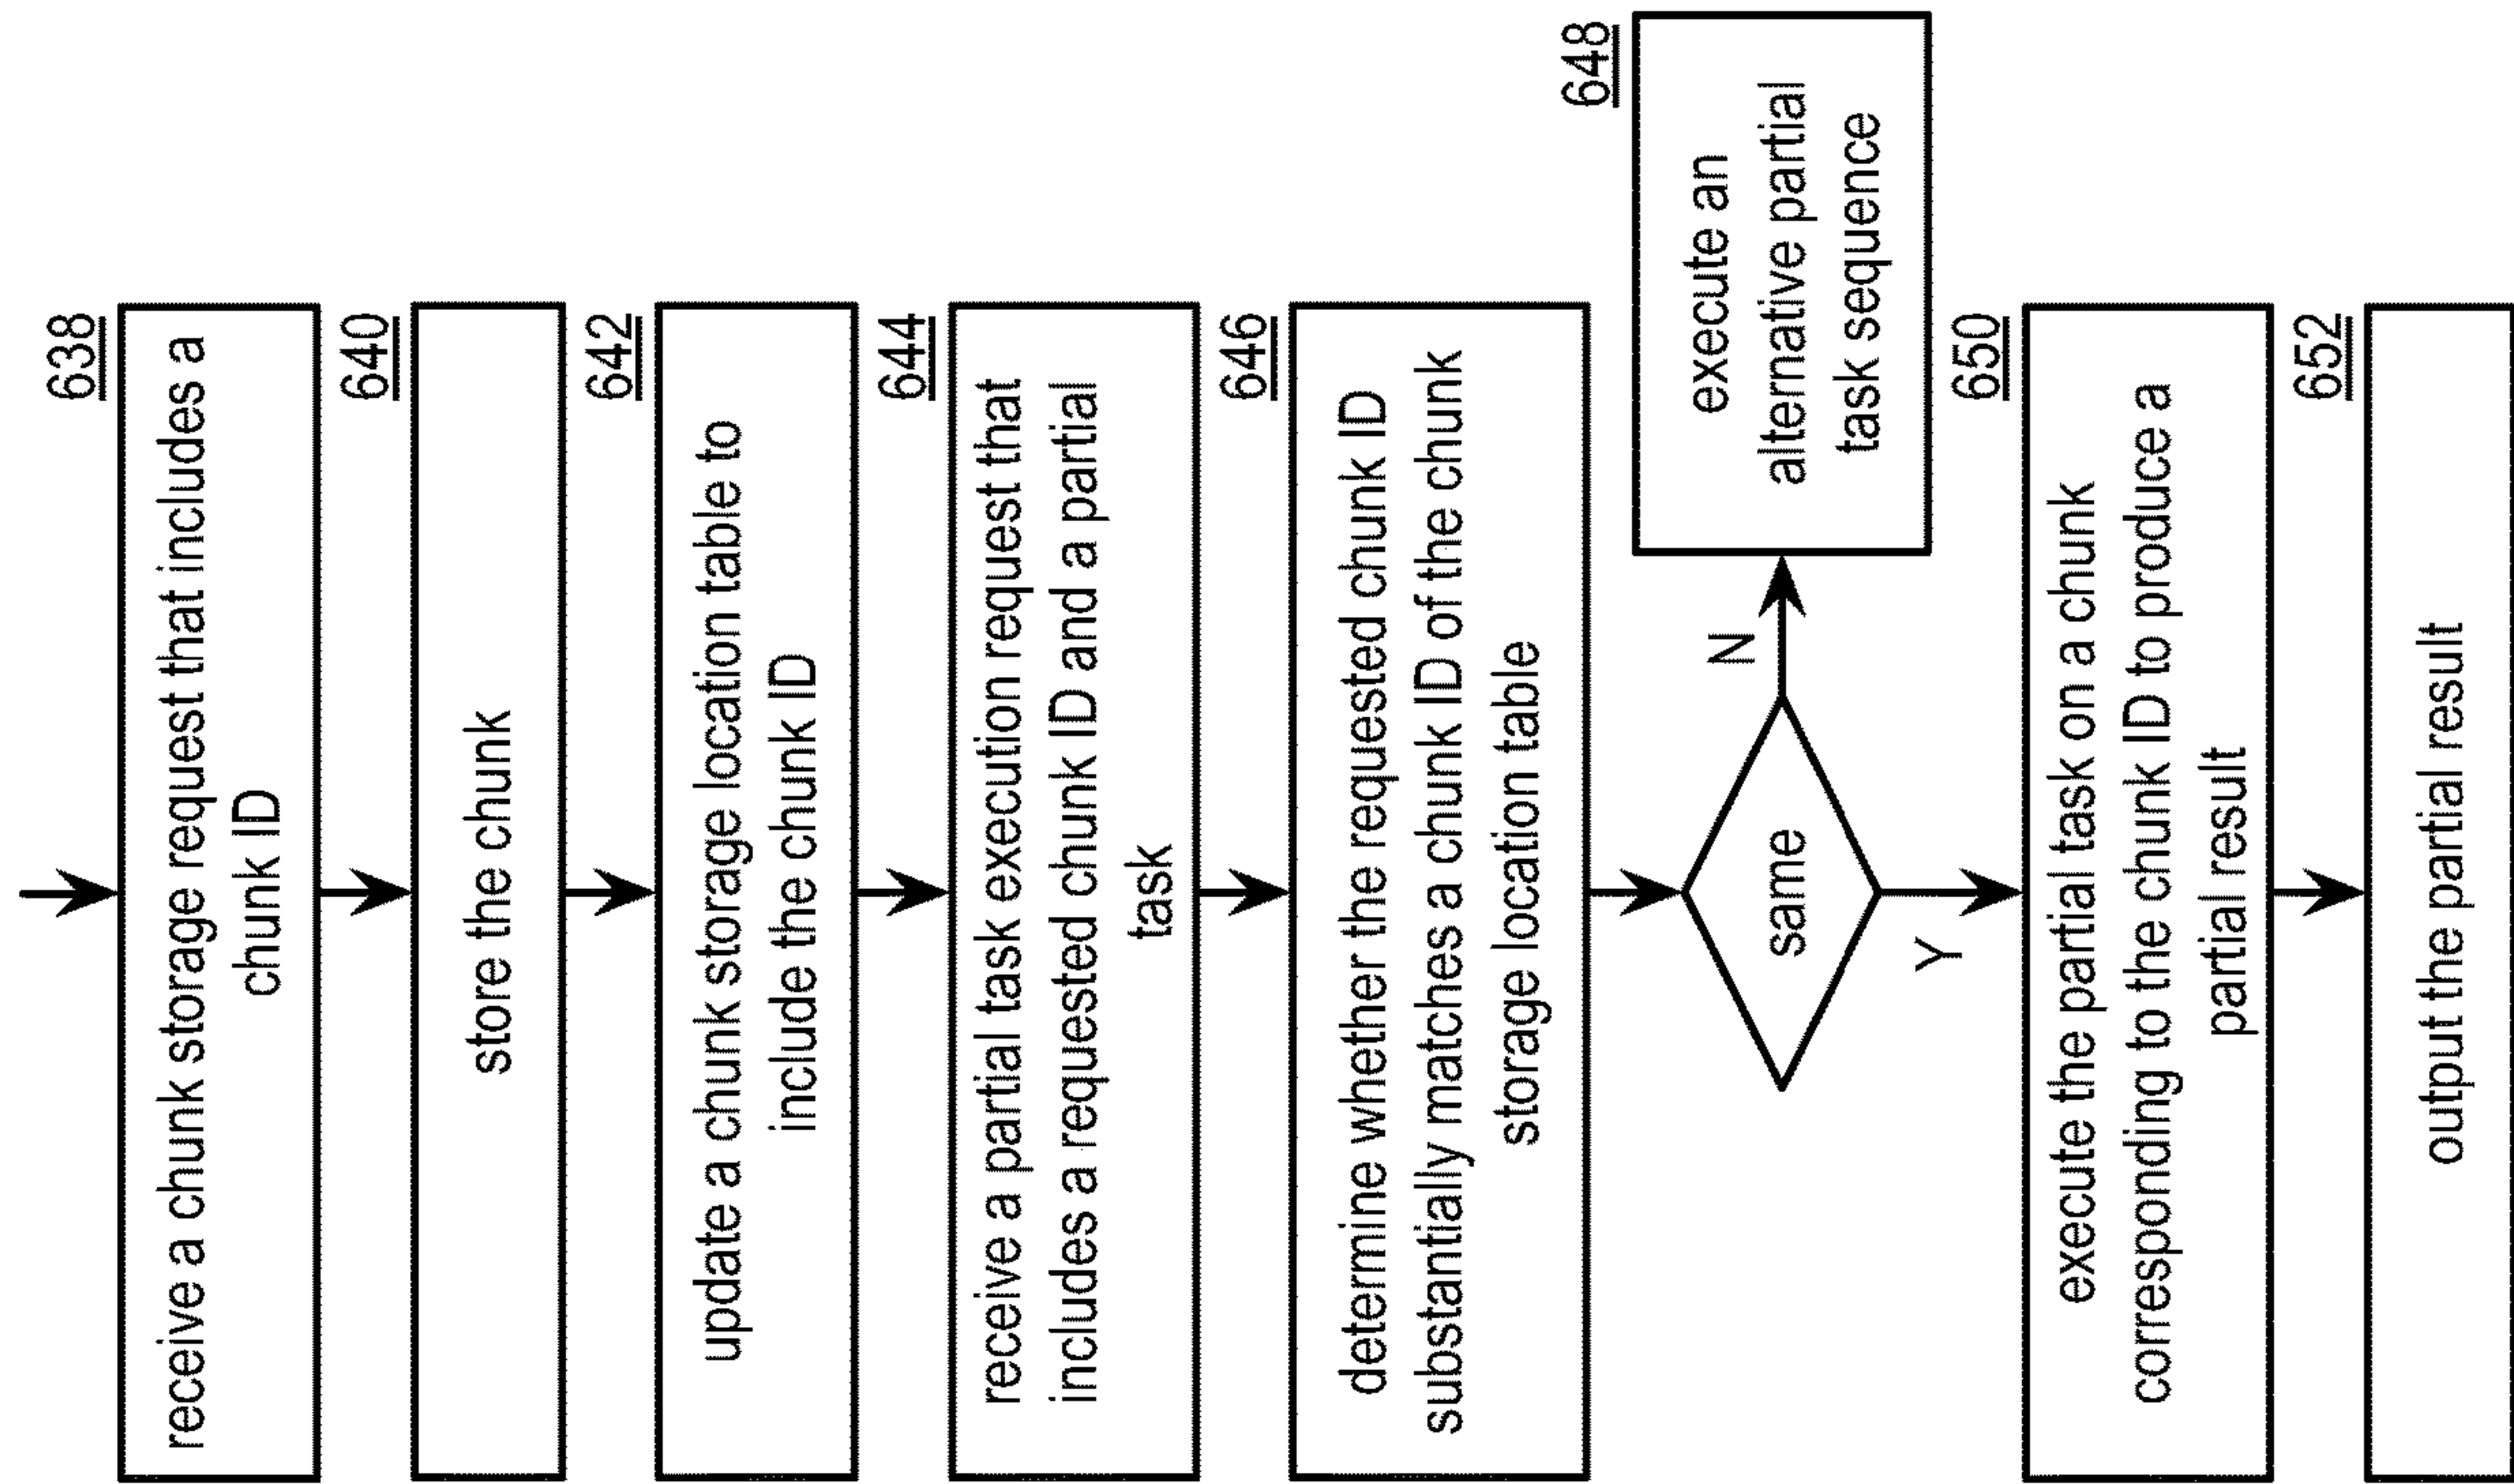 638
receive a chunk storage request that includes a
chunk ID
640
store the chunk
642
update a chunk storage location table to
include the chunk ID
644
receive a partial task execution request that
includes a requested chunk ID and a partial
task
646
determine whether the requested chunk ID
substantially matches a chunk ID of the chunk
storage location table
same
N
648
execute an
alternative partial
task sequence
Y
650
execute the partial task on a chunk
corresponding to the chunk ID to produce a
partial result
652
output the partial result